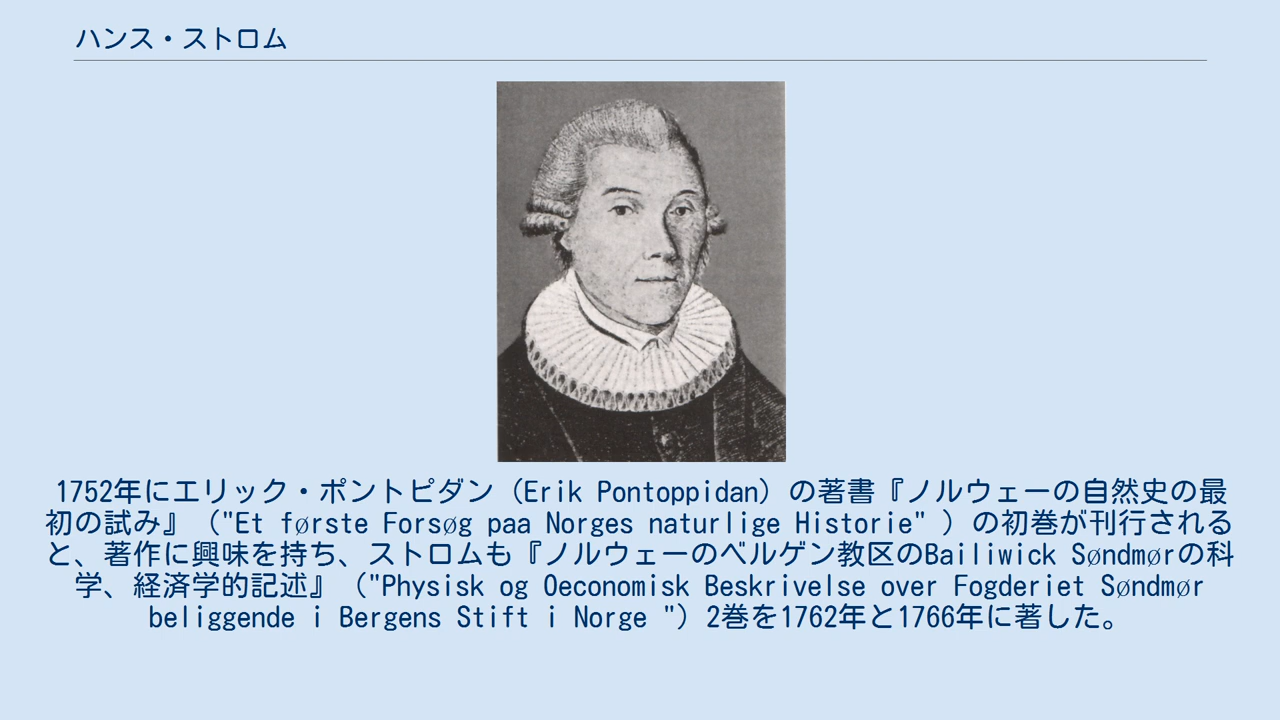 ハンス・ストロム
1752年にエリック・ポントピダン（Erik Pontoppidan）の著書『ノルウェーの自然史の最
初の試み』（"Et første Forsøg paa Norges naturlige Historie" ）の初巻が刊行される
と、著作に興味を持ち、ストロムも『ノルウェーのベルゲン教区のBailiwick Søndmørの科
学、経済学的記述』（"Physisk og Oeconomisk Beskrivelse over Fogderiet Søndmør
beliggende i Bergens Stift i Norge "）2巻を1762年と1766年に著した。